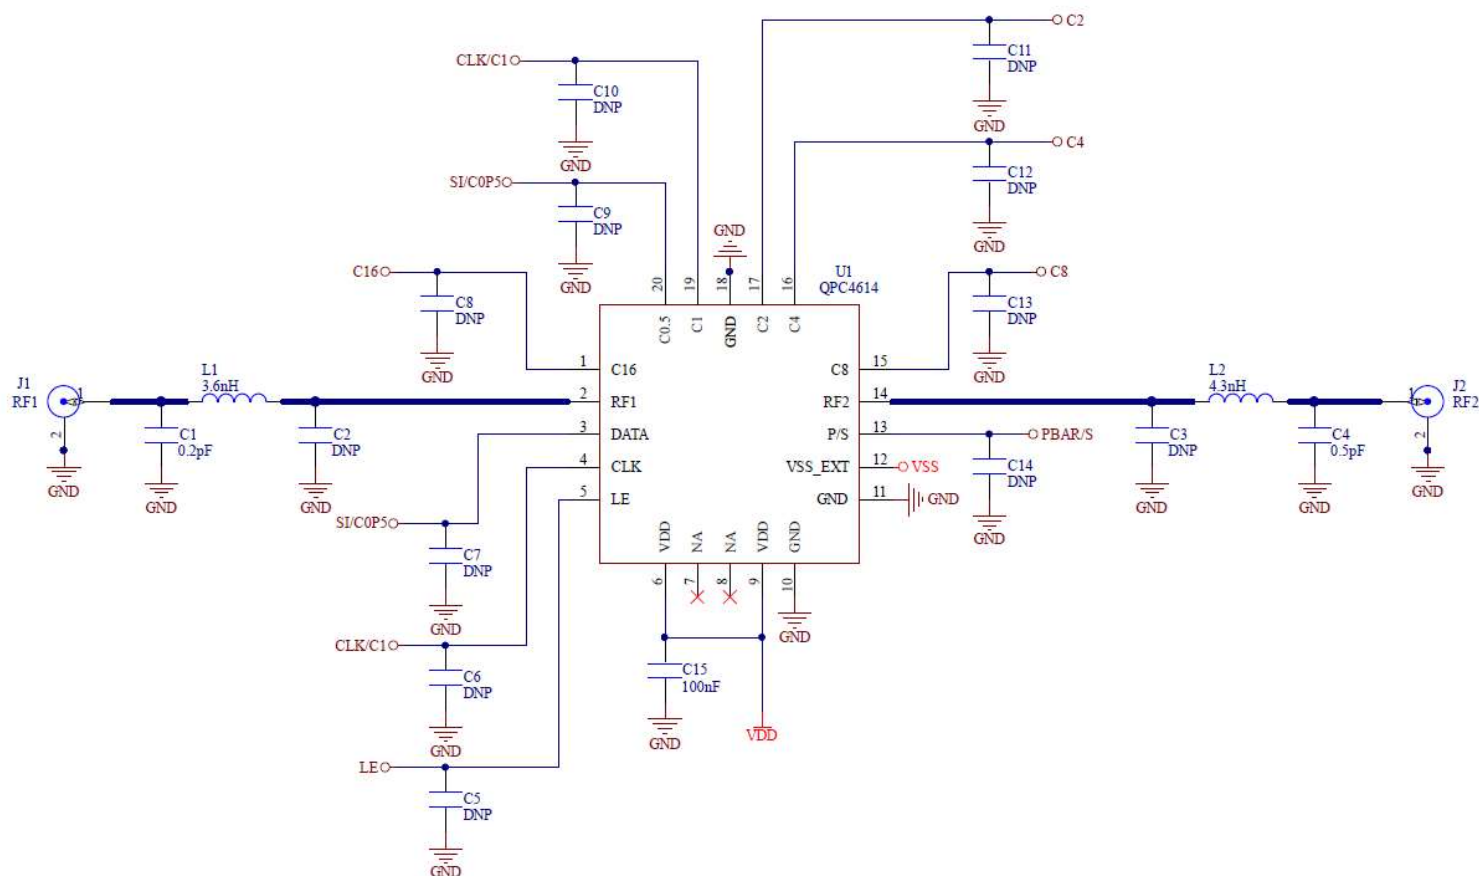 C2
C11
DNP
GND
CLK/C1
C10
DNP
GND
C4
C12
DNP
GND
SI/C0P5
C9
DNP
GND
GND
C16
C8
DNP
GND
U1
QPC4614
C8
C13
DNP
GND
20
19
18
17
16
C0.5
C1
GND
C2
C4
1
C16
C8
15
2
RF1
RF2
14
3
DATA
P/S
13
4
CLK
VSS_EXT
12
5
LE
GND
11
VDD
NA
NA
VDD
GND
6
7
8
9
10
J1
RF1
1
2
GND
L1
3.6nH
C1
0.2pF
GND
C2
DNP
GND
PBAR/S
C14
DNP
GND
VSS
GND
L2
4.3nH
C3
DNP
GND
C4
0.5pF
GND
J2
RF2
1
2
GND
SI/C0P5
C7
DNP
GND
CLK/C1
C6
DNP
GND
LE
C5
DNP
GND
C15
100nF
GND
VDD
GND